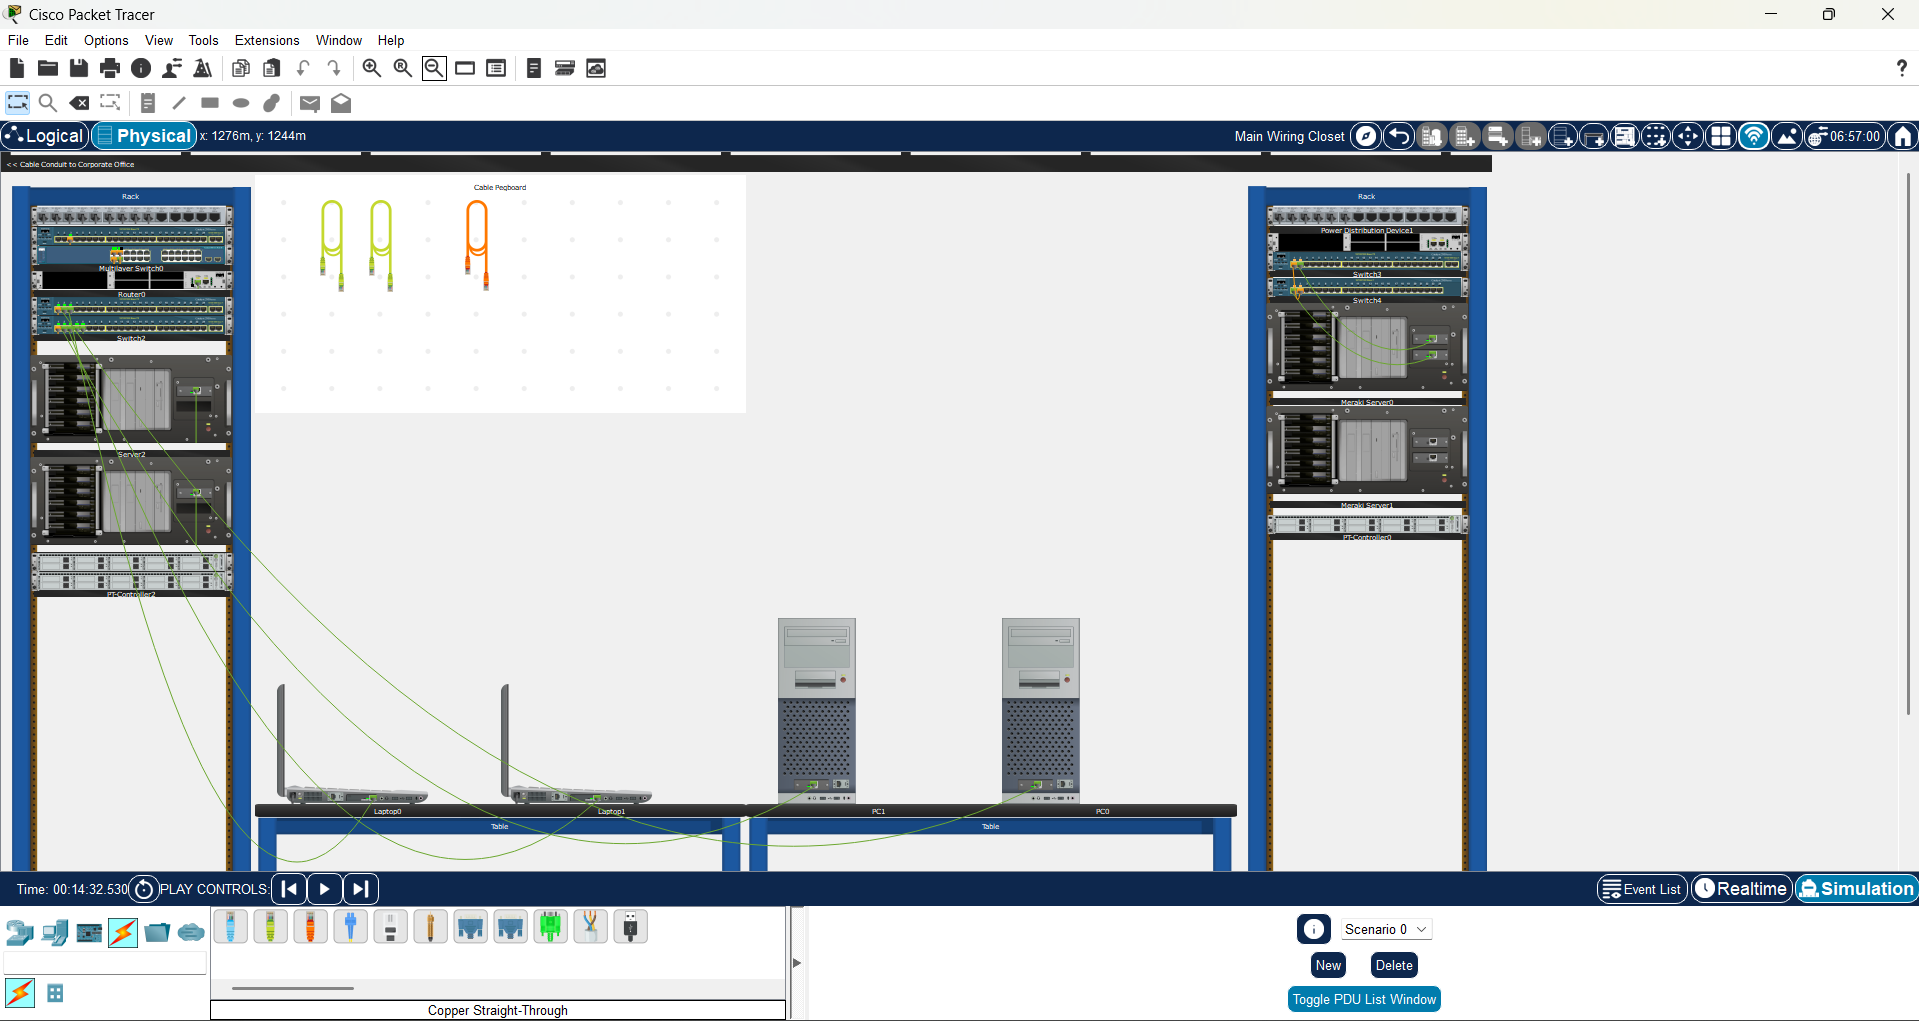 Cisco Packet Tracer
File Edit Options View Tools Extensions Window Help
?
Logical Physical x: 1276m, y: 1244m Main Wiring Closet 06:57:00
<< Cable Conduit to Corporate Office
Rack
Cable Pegboard
Rack
Power Distribution Device1
Multilayer Switch0
Switch3
Router0
Switch4
Switch2
Meraki Server0
Server2
Meraki Server1
PT-Controller0
PT-Controller2
Laptop0 Laptop1 PC1 PC0
Table Table
Time: 00:14:32.530 PLAY CONTROLS: Event List Realtime Simulation
Scenario 0
New Delete
Toggle PDU List Window
Copper Straight-Through